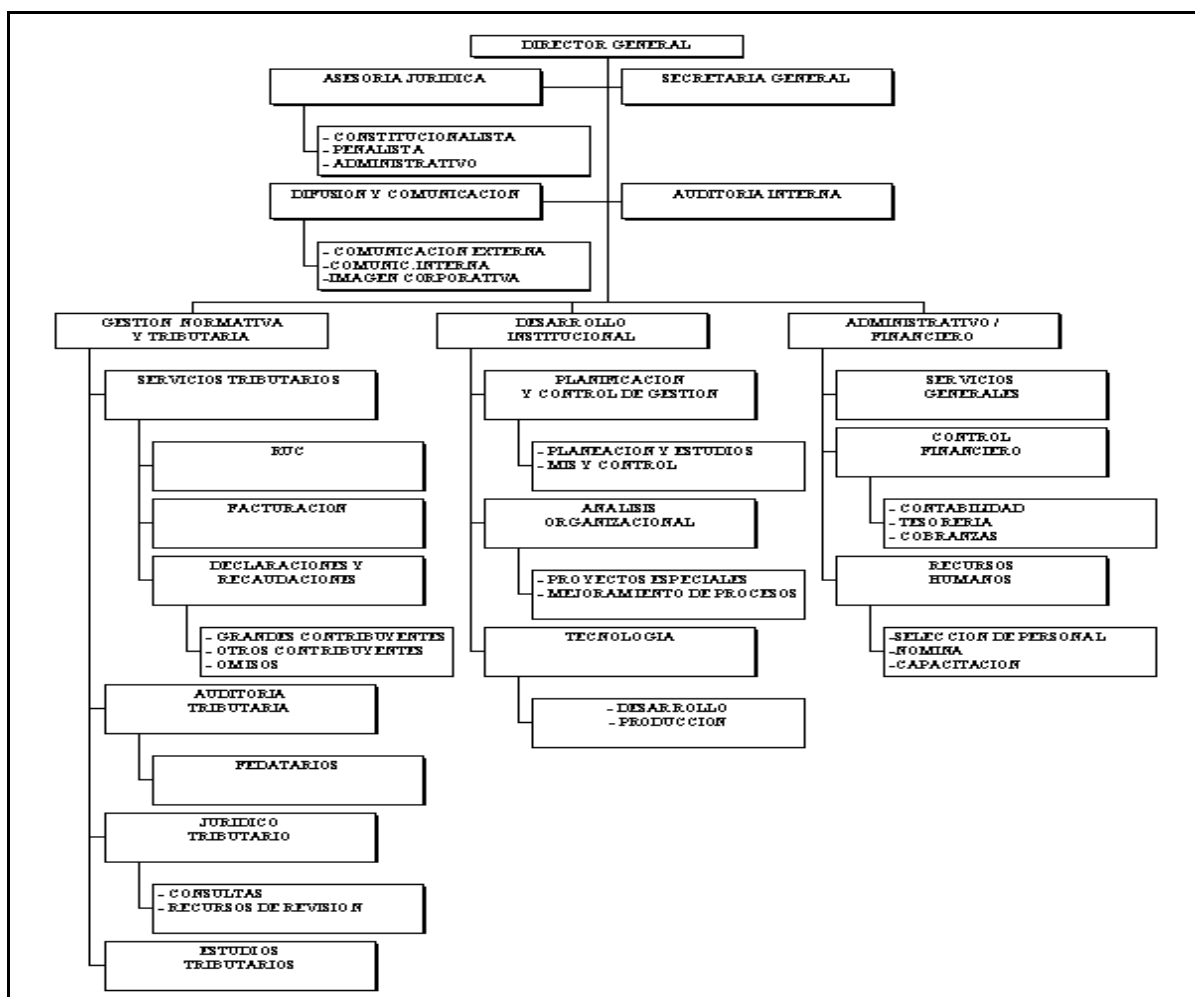 DIRECTOR GENERAL
ASESORIA JURIDICA
SECRETARIA GENERAL
- CONSTITUCIONALISTA
- PENALISTA
- ADMINISTRATIVO
DIFUSION Y COMUNICACION
AUDITORIA INTERNA
- COMUNICACION EXTERNA
-COMUNIC. INTERNA
-IMAGEN CORPORATIVA
GESTION NORMATIVA
Y TRIBUTARIA
DESARROLLO
INSTITUCIONAL
ADMINISTRATIVO /
FINANCIERO
SERVICIOS TRIBUTARIOS
RUC
FACTURACION
DECLARACIONES Y
RECAUDACIONES
- GRANDES CONTRIBUYENTES
- OTROS CONTRIBUYENTES
- OMISOS
AUDITORIA
TRIBUTARIA
FEDATARIOS
JURIDICO
TRIBUTARIO
- CONSULTAS
- RECURSOS DE REVISION
ESTUDIOS
TRIBUTARIOS
PLANIFICACION
Y CONTROL DE GESTION
- PLANEACION Y ESTUDIOS
- MIS Y CONTROL
ANALISIS
ORGANIZACIONAL
- PROYECTOS ESPECIALES
- MEJORAMIENTO DE PROCESOS
TECNOLOGIA
- DESARROLLO
- PRODUCCION
SERVICIOS
GENERALES
CONTROL
FINANCIERO
- CONTABILIDAD
- TESORERIA
- COBRANZAS
RECURSOS
HUMANOS
-SELECCION DE PERSONAL
-NOMINA
-CAPACITACION